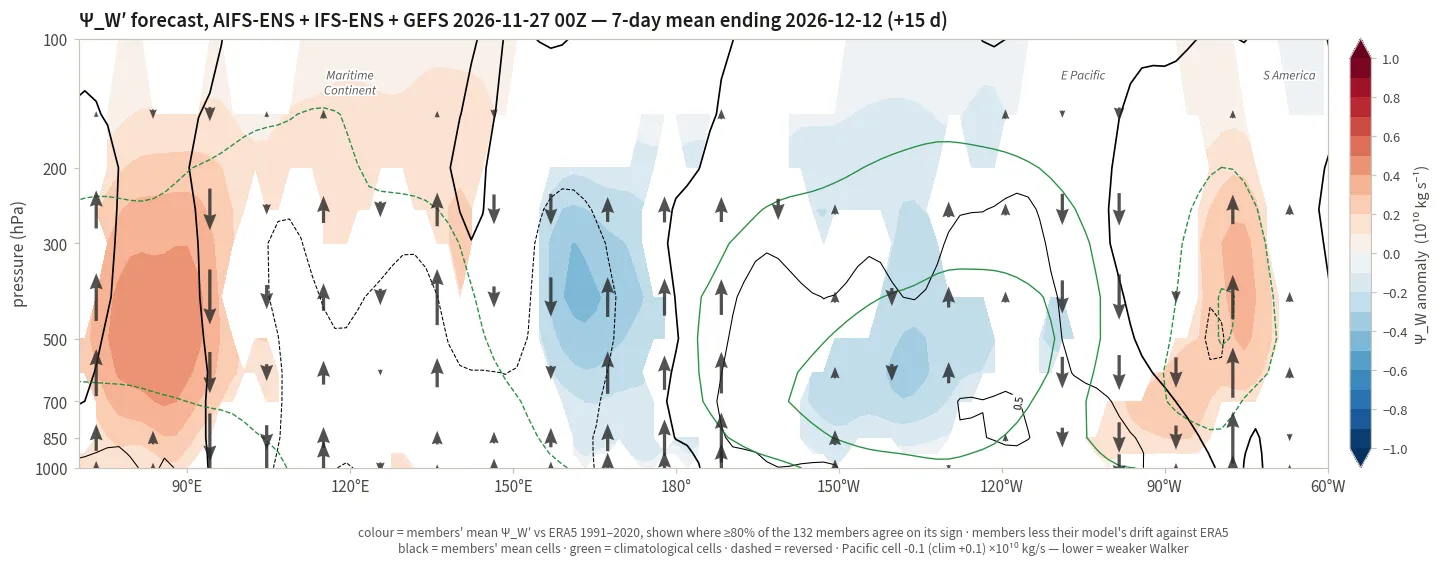 Ψ_W′ forecast, AIFS-ENS + IFS-ENS + GEFS 2026-11-27 00Z — 7-day mean ending 2026-12-12 (+15 d)
100
200
300
400
500
700
850
1000
pressure (hPa)
Maritime
Continent
E Pacific
S America
0.5
90°E
120°E
150°E
180°
150°W
120°W
90°W
60°W
1.0
0.8
0.6
0.4
0.2
0.0
−0.2
−0.4
−0.6
−0.8
−1.0
Ψ_W anomaly (10¹⁰ kg s⁻¹)
colour = members' mean Ψ_W′ vs ERA5 1991–2020, shown where ≥80% of the 132 members agree on its sign · members less their model's drift against ERA5
black = members' mean cells · green = climatological cells · dashed = reversed · Pacific cell -0.1 (clim +0.1) ×10¹⁰ kg/s — lower = weaker Walker